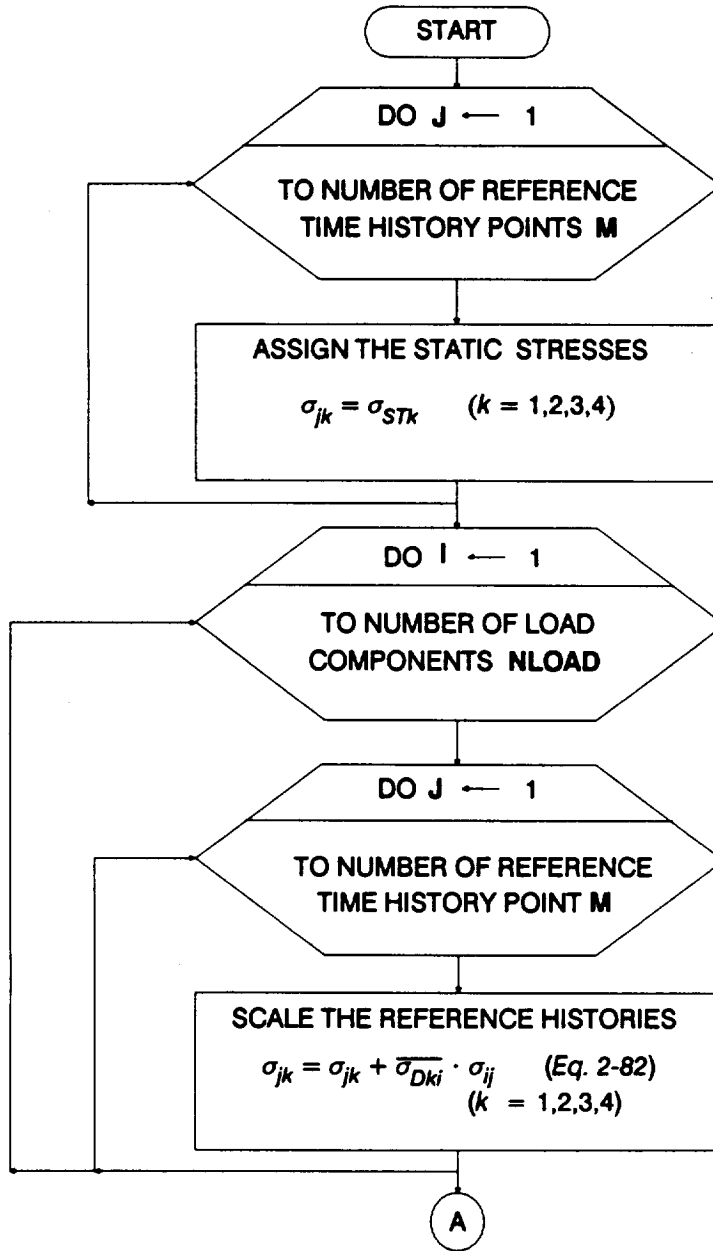 START
DO J ← 1
TO NUMBER OF REFERENCE
TIME HISTORY POINTS M
ASSIGN THE STATIC STRESSES
σjk = σSTk (k = 1,2,3,4)
DO I ← 1
TO NUMBER OF LOAD
COMPONENTS NLOAD
DO J ← 1
TO NUMBER OF REFERENCE
TIME HISTORY POINT M
SCALE THE REFERENCE HISTORIES
σjk = σjk + σ̅D̅k̅i̅ · σij (Eq. 2-82)
(k = 1,2,3,4)
A